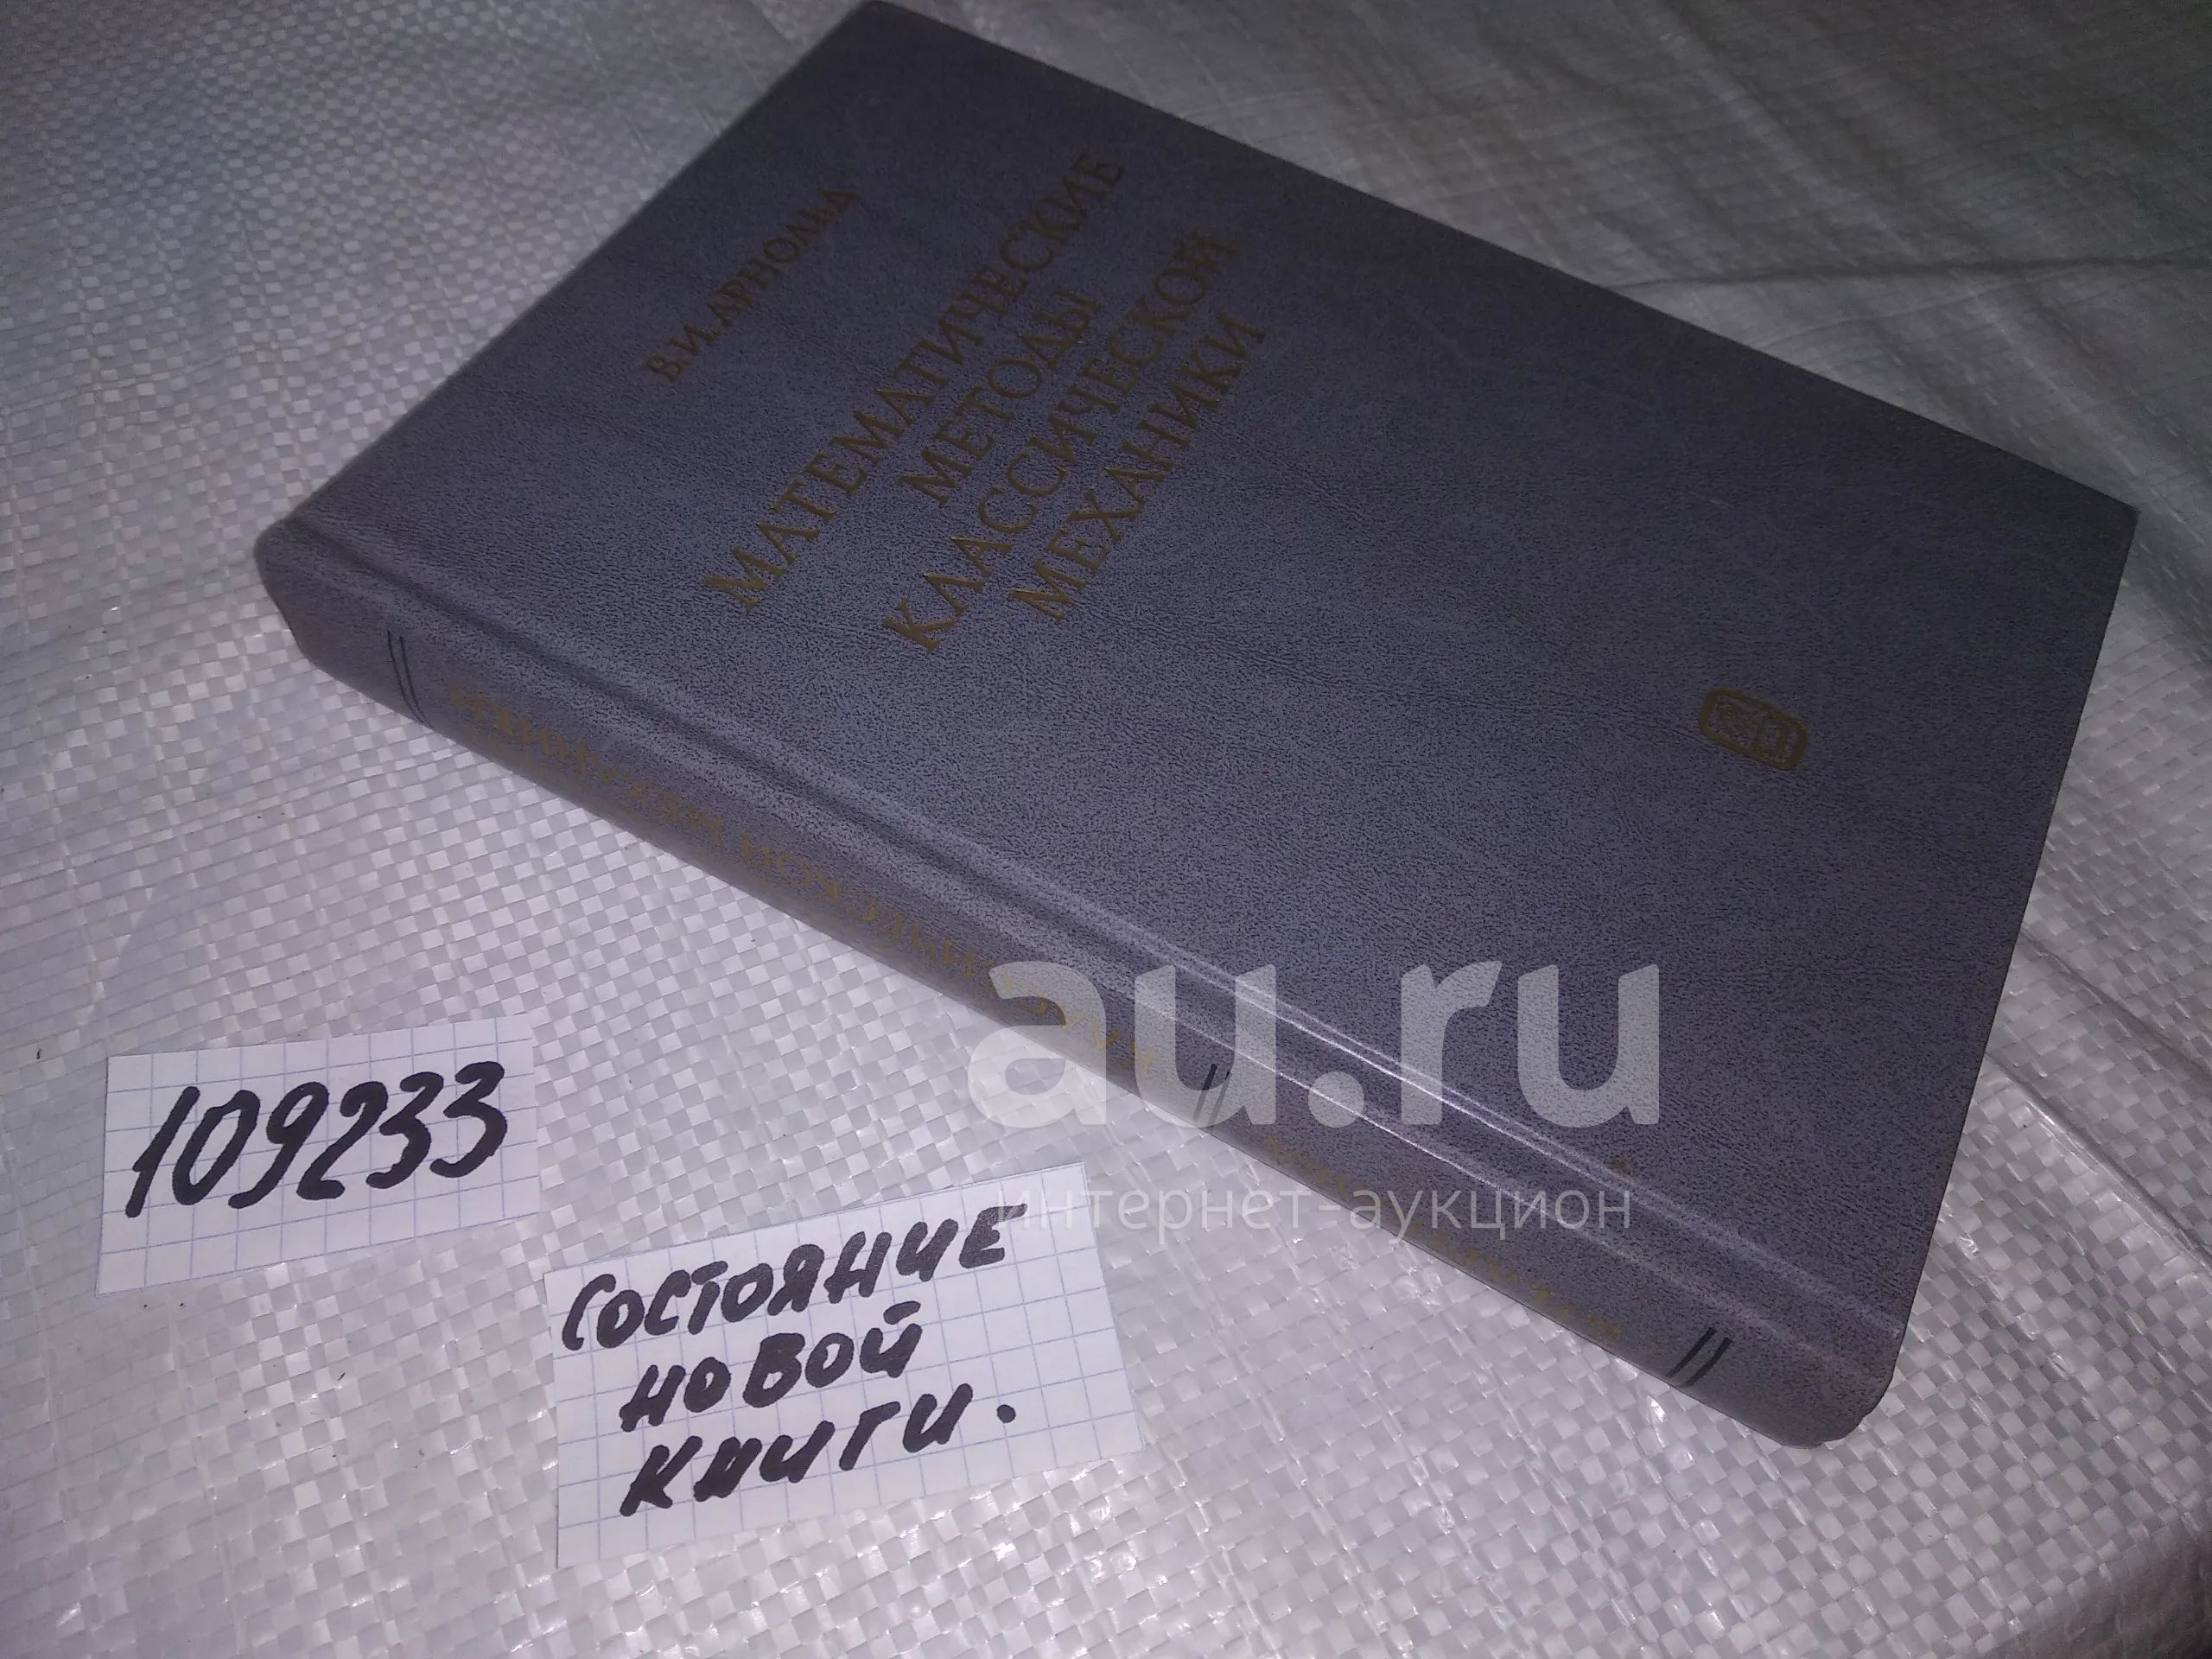 В.И.АРНОЛЬД
МАТЕМАТИЧЕСКИЕ
МЕТОДЫ
КЛАССИЧЕСКОЙ
МЕХАНИКИ
au.ru
интернет-аукцион
109233
СОСТОЯНИЕ
НОВОЙ
КНИГИ.